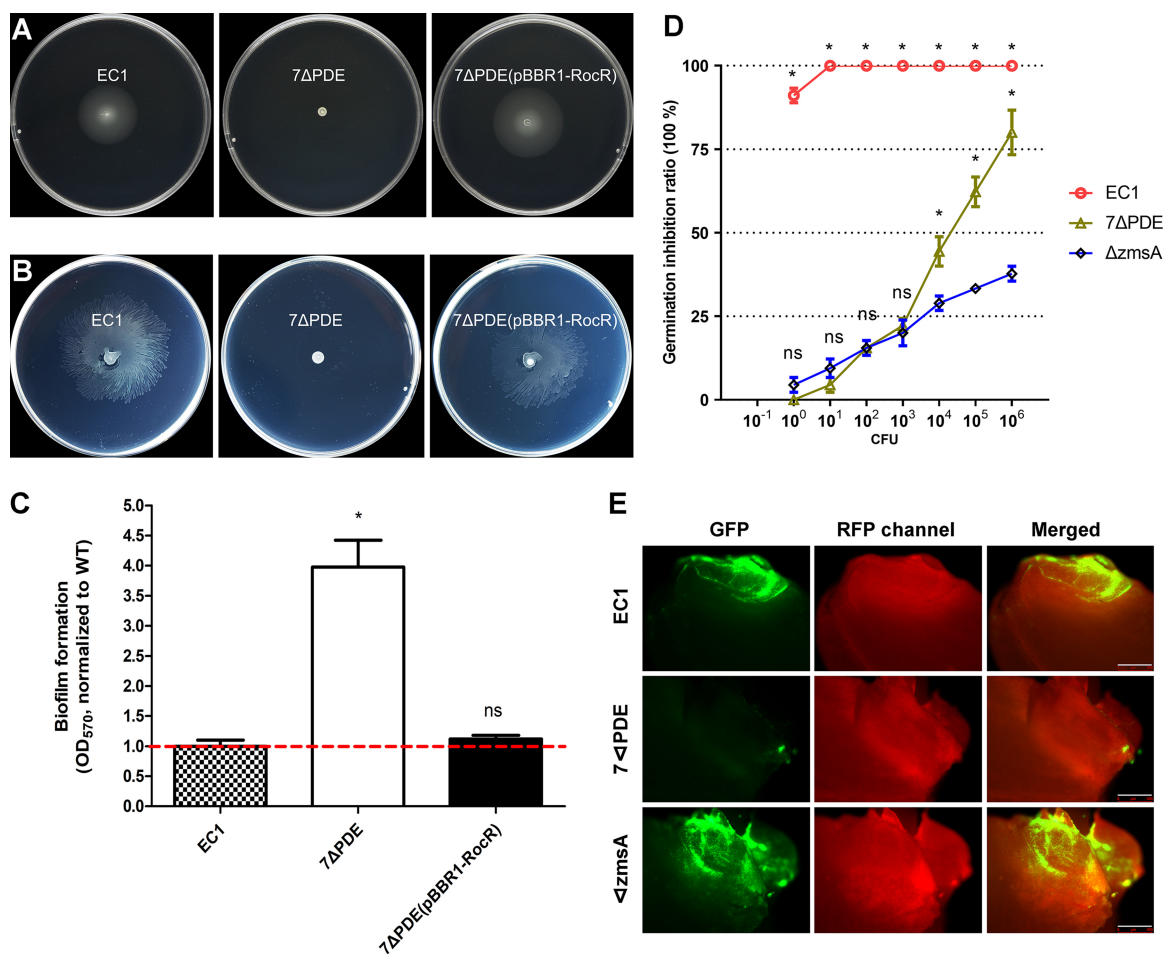 A
EC1
7ΔPDE
7ΔPDE(pBBR1-RocR)
B
EC1
7ΔPDE
7ΔPDE(pBBR1-RocR)
C
Biofilm formation
(OD570, normalized to WT)
5.0
4.5
4.0
3.5
3.0
2.5
2.0
1.5
1.0
0.5
0.0
*
ns
EC1
7ΔPDE
7ΔPDE(pBBR1-RocR)
D
Germination inhibition ratio (100 %)
100
75
50
25
0
* * * * * * *
* * *
ns ns ns ns
10-1 100 101 102 103 104 105 106
CFU
EC1
7ΔPDE
ΔzmsA
E
GFP RFP channel Merged
EC1
7ΔPDE
ΔzmsA